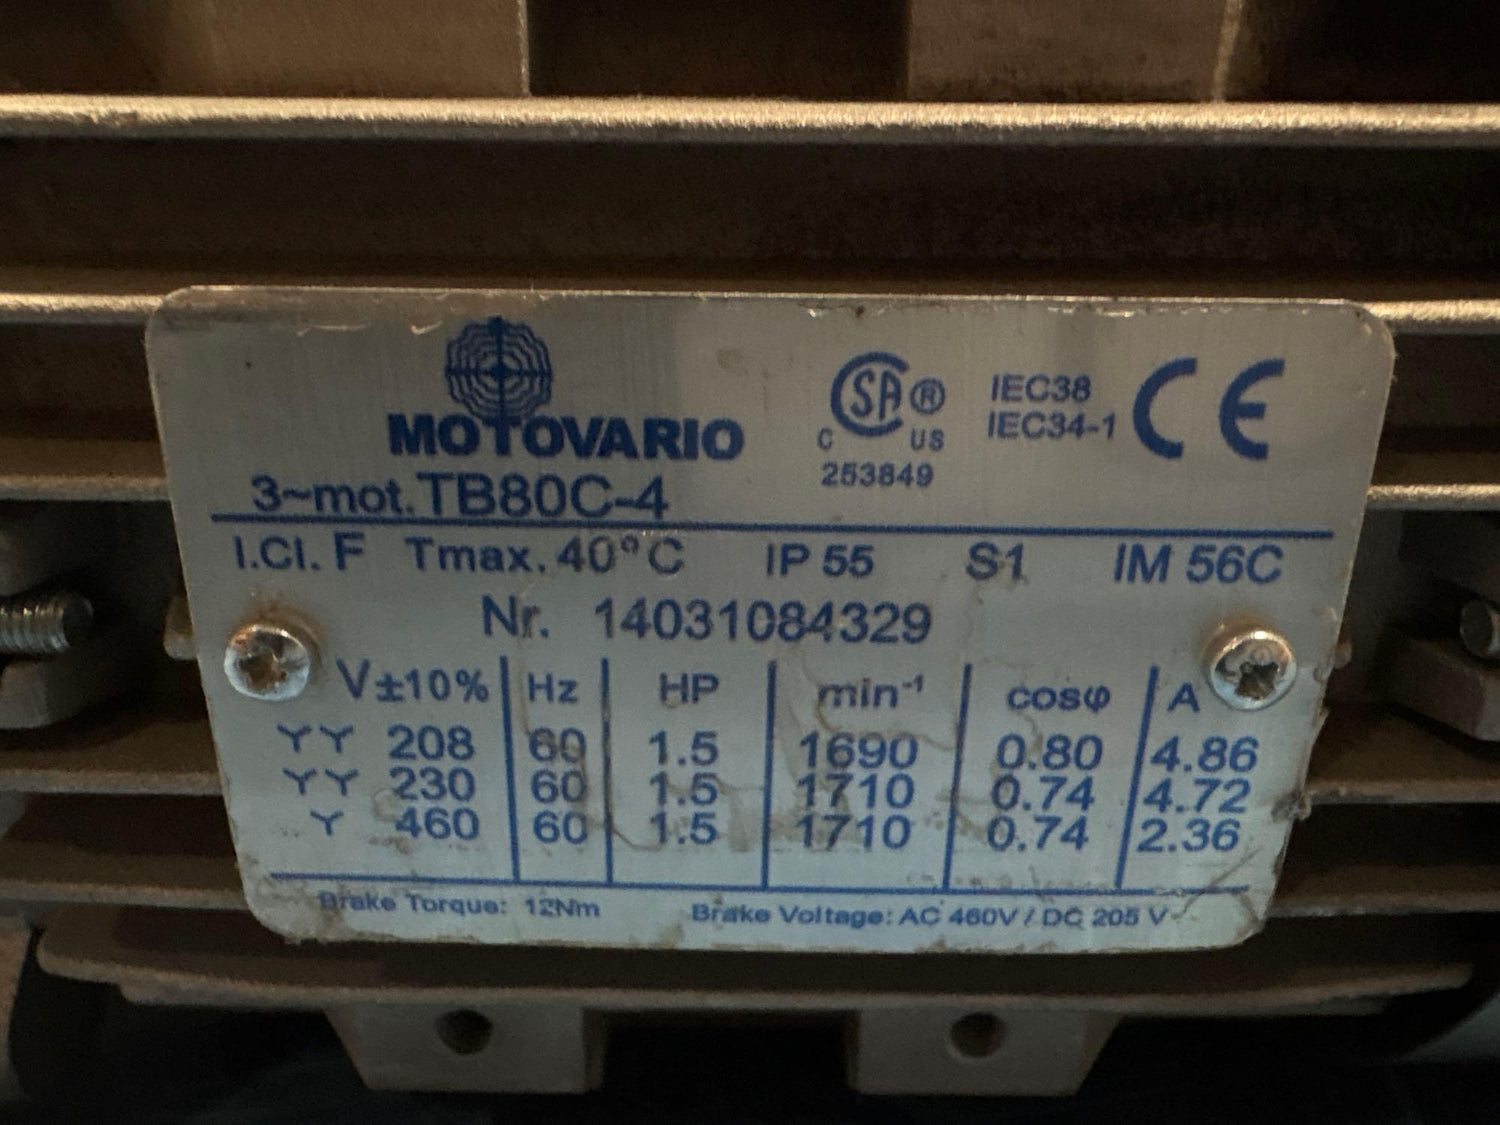 MOTOVARIO
3~mot. TB80C-4
C SA ® US
253849
IEC38
IEC34-1
CE
I.Cl. F Tmax. 40°C IP 55 S1 IM 56C
Nr. 14031084329
V±10% Hz HP min⁻¹ cosφ A
YY 208 60 1.5 1690 0.80 4.86
YY 230 60 1.5 1710 0.74 4.72
Y 460 60 1.5 1710 0.74 2.36
Brake Torque: 12Nm Brake Voltage: AC 460V / DC 205 V